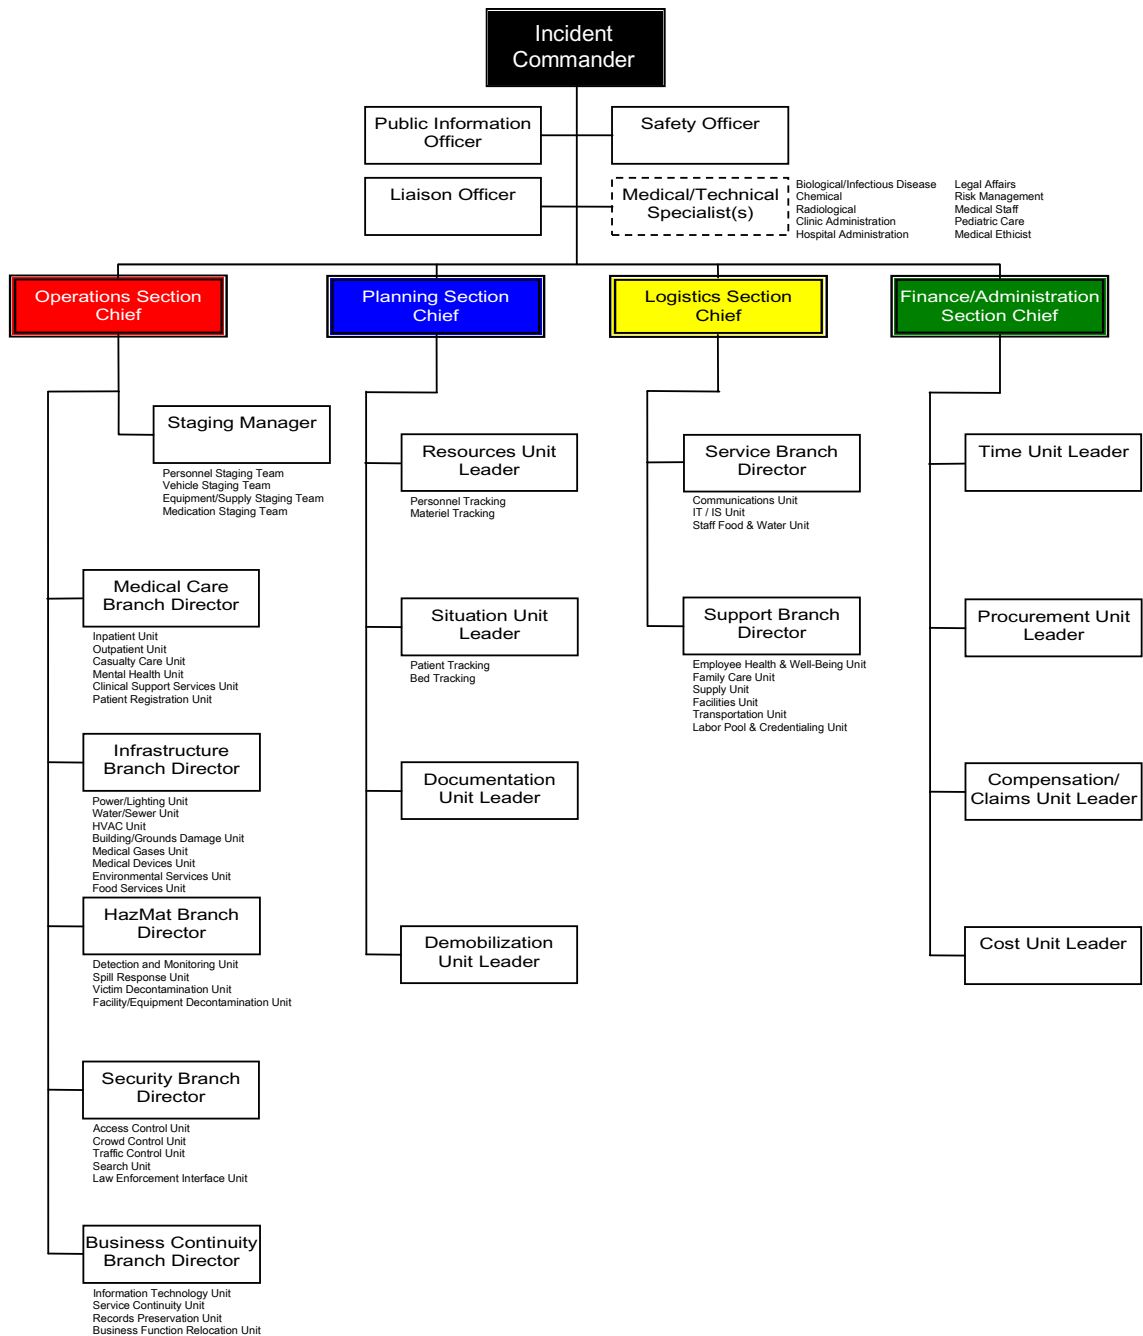 Incident
Commander
Public Information
Officer
Safety Officer
Liaison Officer
Medical/Technical
Specialist(s)
Biological/Infectious Disease
Chemical
Radiological
Clinic Administration
Hospital Administration
Legal Affairs
Risk Management
Medical Staff
Pediatric Care
Medical Ethicist
Operations Section
Chief
Staging Manager
Personnel Staging Team
Vehicle Staging Team
Equipment/Supply Staging Team
Medication Staging Team
Medical Care
Branch Director
Inpatient Unit
Outpatient Unit
Casualty Care Unit
Mental Health Unit
Clinical Support Services Unit
Patient Registration Unit
Infrastructure
Branch Director
Power/Lighting Unit
Water/Sewer Unit
HVAC Unit
Building/Grounds Damage Unit
Medical Gases Unit
Medical Devices Unit
Environmental Services Unit
Food Services Unit
HazMat Branch
Director
Detection and Monitoring Unit
Spill Response Unit
Victim Decontamination Unit
Facility/Equipment Decontamination Unit
Security Branch
Director
Access Control Unit
Crowd Control Unit
Traffic Control Unit
Search Unit
Law Enforcement Interface Unit
Business Continuity
Branch Director
Information Technology Unit
Service Continuity Unit
Records Preservation Unit
Business Function Relocation Unit
Planning Section
Chief
Resources Unit
Leader
Personnel Tracking
Materiel Tracking
Situation Unit
Leader
Patient Tracking
Bed Tracking
Documentation
Unit Leader
Demobilization
Unit Leader
Logistics Section
Chief
Service Branch
Director
Communications Unit
IT / IS Unit
Staff Food & Water Unit
Support Branch
Director
Employee Health & Well-Being Unit
Family Care Unit
Supply Unit
Facilities Unit
Transportation Unit
Labor Pool & Credentialing Unit
Finance/Administration
Section Chief
Time Unit Leader
Procurement Unit
Leader
Compensation/
Claims Unit Leader
Cost Unit Leader